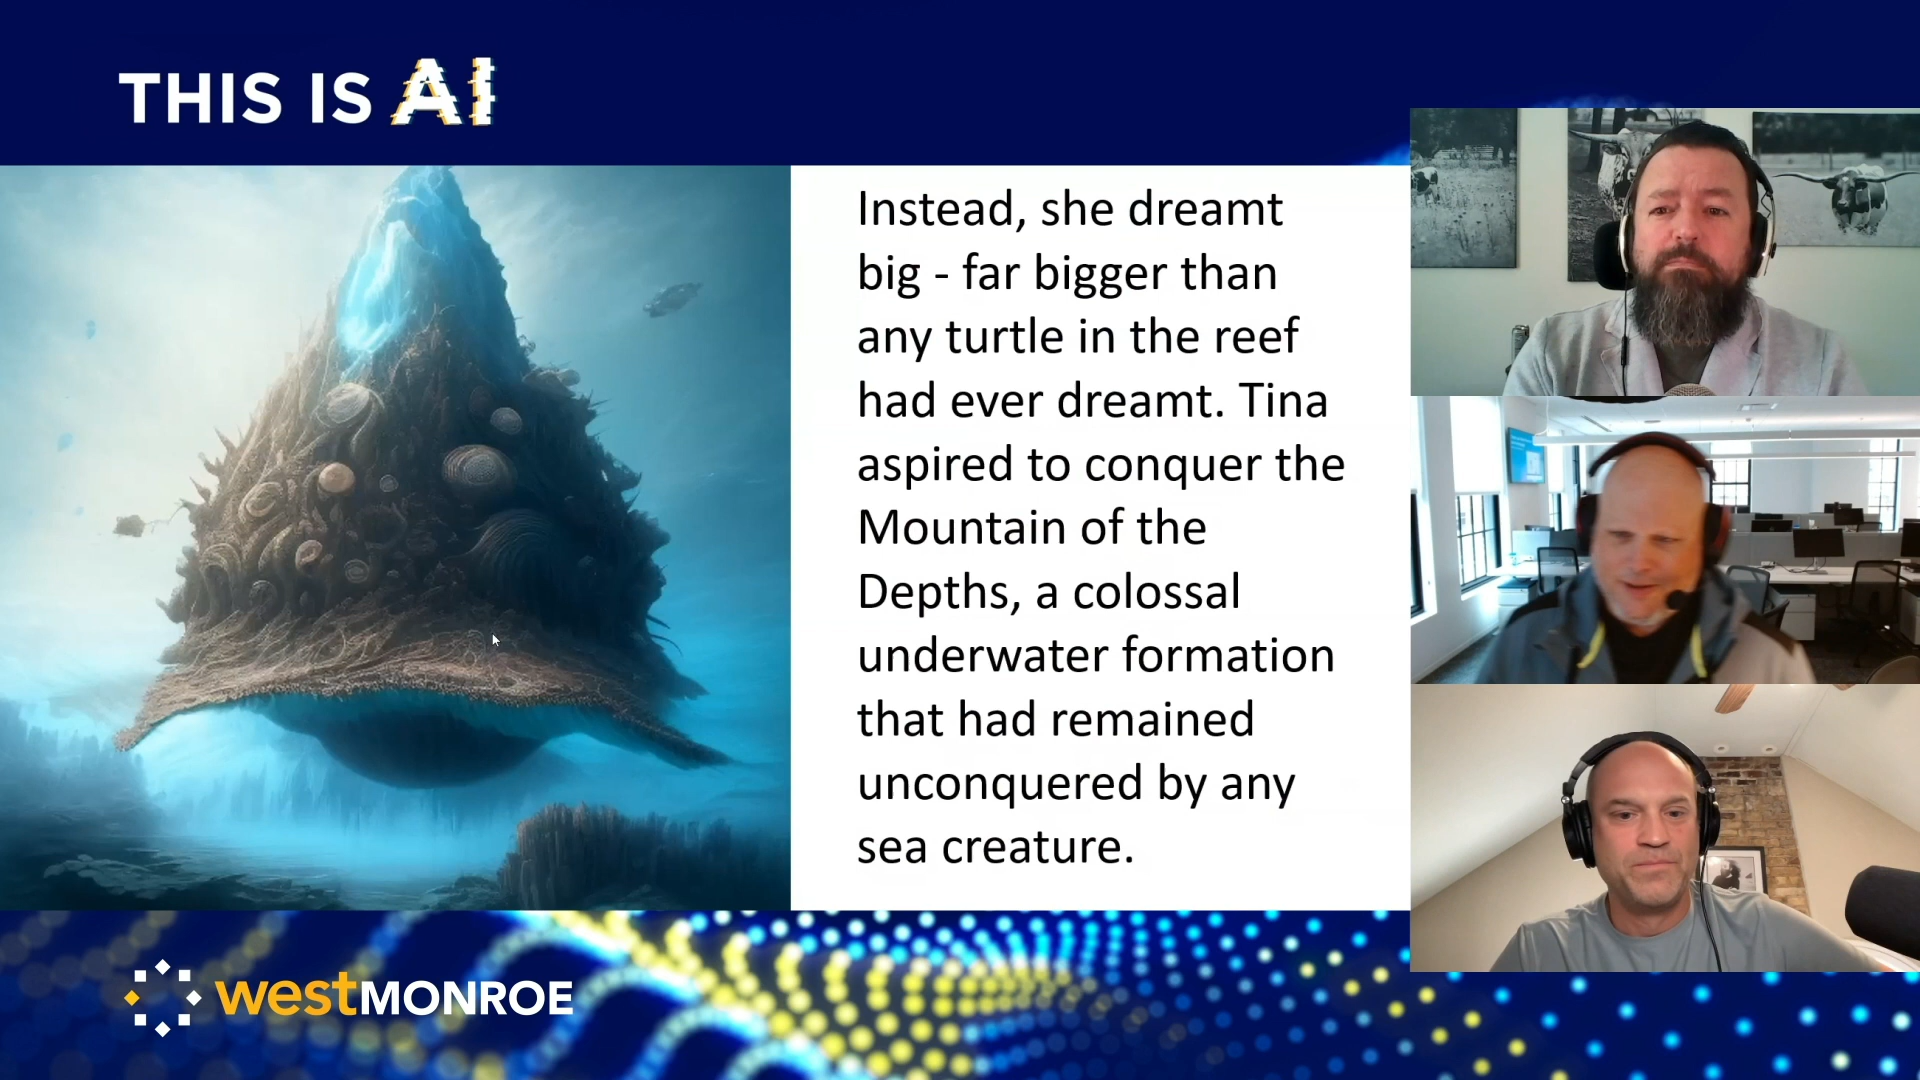 THIS IS AI
Instead, she dreamt
big - far bigger than
any turtle in the reef
had ever dreamt. Tina
aspired to conquer the
Mountain of the
Depths, a colossal
underwater formation
that had remained
unconquered by any
sea creature.
westMONROE